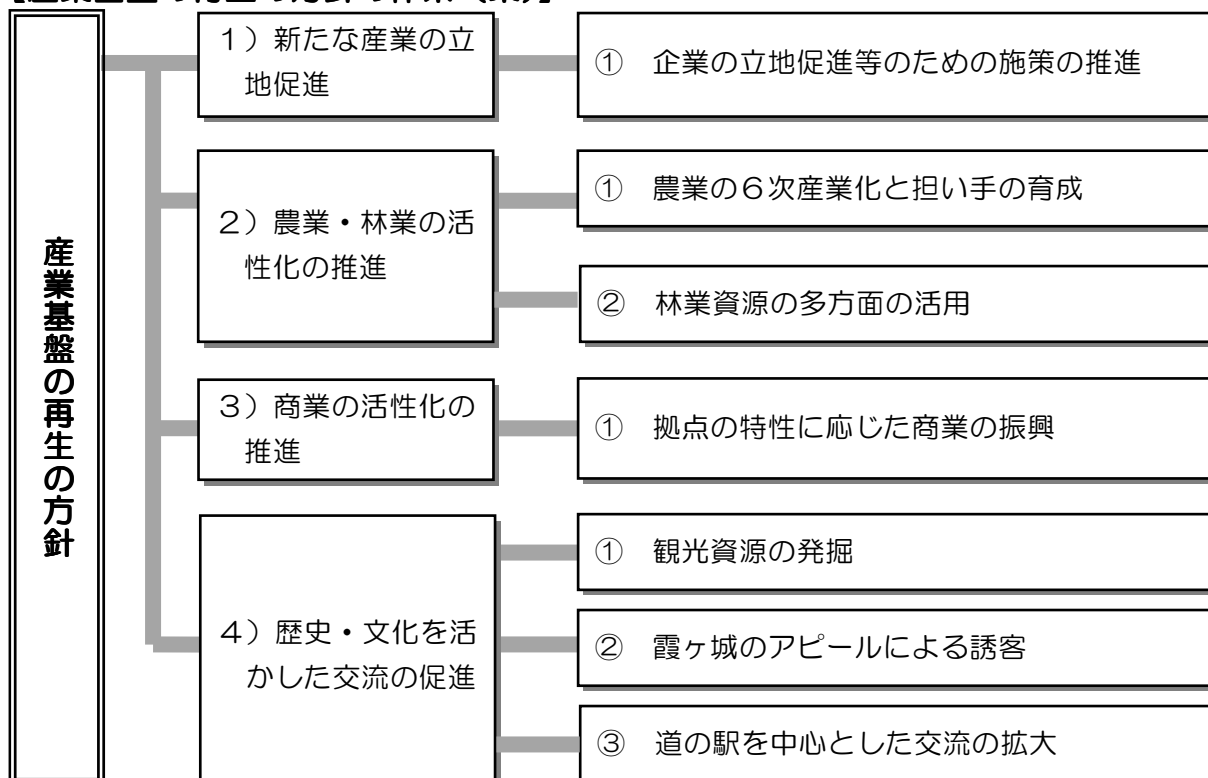 産業基盤の再生の方針
1）新たな産業の立
地促進
① 企業の立地促進等のための施策の推進
2）農業・林業の活
性化の推進
① 農業の6次産業化と担い手の育成
② 林業資源の多方面の活用
3）商業の活性化の
推進
① 拠点の特性に応じた商業の振興
4）歴史・文化を活
かした交流の促進
① 観光資源の発掘
② 霞ヶ城のアピールによる誘客
③ 道の駅を中心とした交流の拡大